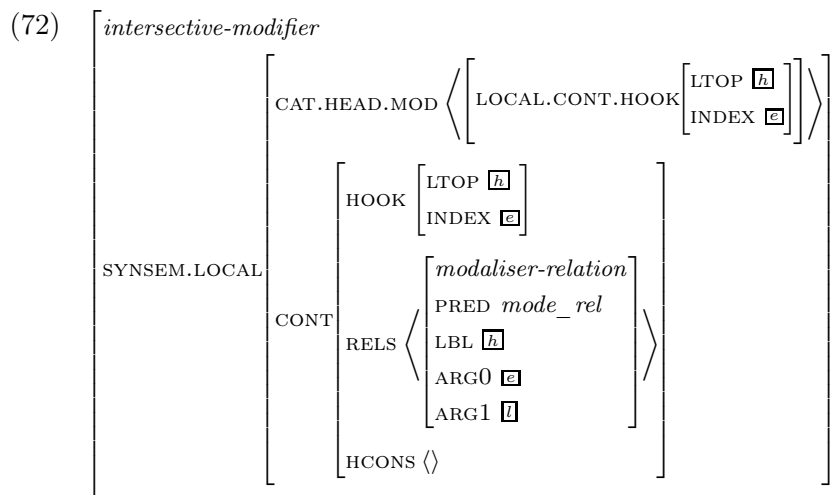 (72)
intersective-modifier
CAT.HEAD.MOD ⟨[LOCAL.CONT.HOOK [LTOP h
INDEX e]]⟩
HOOK [LTOP h
INDEX e]
SYNSEM.LOCAL
CONT
modaliser-relation
PRED mode_rel
RELS ⟨ LBL h ⟩
ARG0 e
ARG1 l
HCONS ⟨⟩